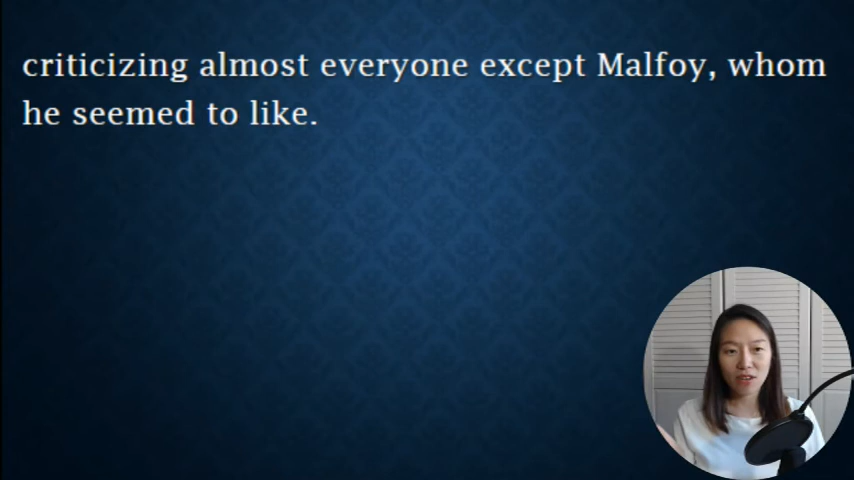 criticizing almost everyone except Malfoy, whom
he seemed to like.